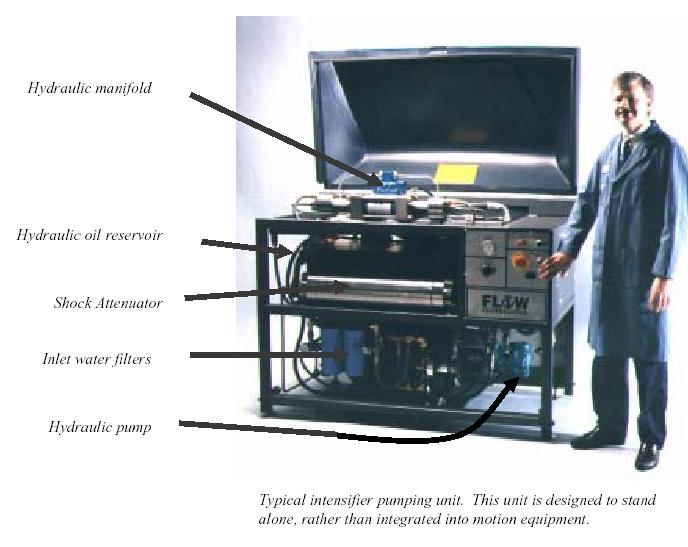 Hydraulic manifold
Hydraulic oil reservoir
FLOW
Shock Attenuator
Inlet water filters
Hydraulic pump
Typical intensifier pumping unit. This unit is designed to stand
alone, rather than integrated into motion equipment.